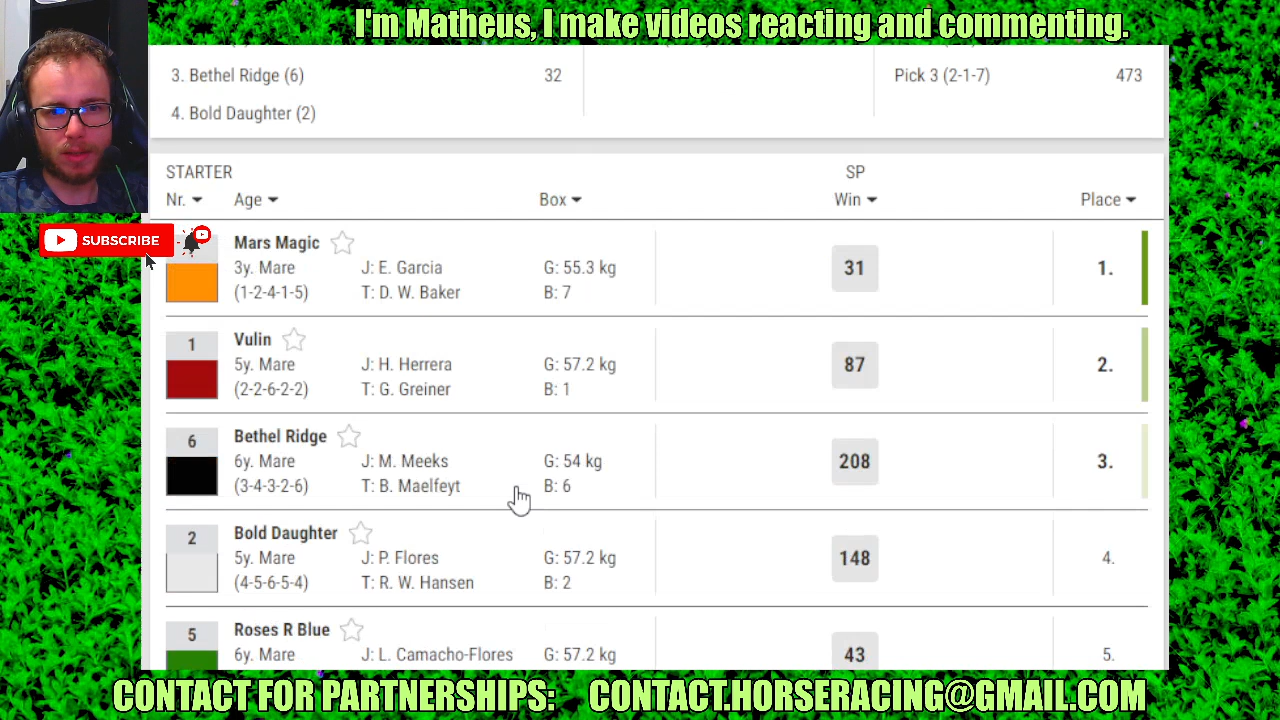 I'm Matheus, I make videos reacting and commenting.
3. Bethel Ridge (6) 32 Pick 3 (2-1-7) 473
4. Bold Daughter (2)
STARTER SP
Nr. Age Box Win Place
Mars Magic
3y. Mare J: E. Garcia G: 55.3 kg 31 1.
(1-2-4-1-5) T: D. W. Baker B: 7
SUBSCRIBE
1 Vulin
5y. Mare J: H. Herrera G: 57.2 kg 87 2.
(2-2-6-2-2) T: G. Greiner B: 1
6 Bethel Ridge
6y. Mare J: M. Meeks G: 54 kg 208 3.
(3-4-3-2-6) T: B. Maelfeyt B: 6
2 Bold Daughter
5y. Mare J: P. Flores G: 57.2 kg 148 4.
(4-5-6-5-4) T: R. W. Hansen B: 2
5 Roses R Blue
6y. Mare J: L. Camacho-Flores G: 57.2 kg 43 5.
CONTACT FOR PARTNERSHIPS: CONTACT.HORSERACING@GMAIL.COM